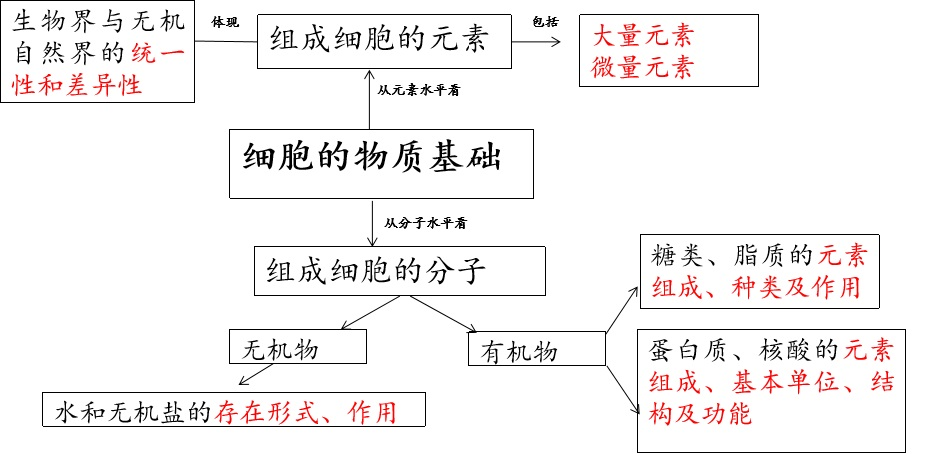 生物界与无机
自然界的统一
性和差异性
体现
组成细胞的元素
包括
大量元素
微量元素
从元素水平看
细胞的物质基础
从分子水平看
组成细胞的分子
糖类、脂质的元素
组成、种类及作用
无机物
有机物
蛋白质、核酸的元素
组成、基本单位、结
构及功能
水和无机盐的存在形式、作用